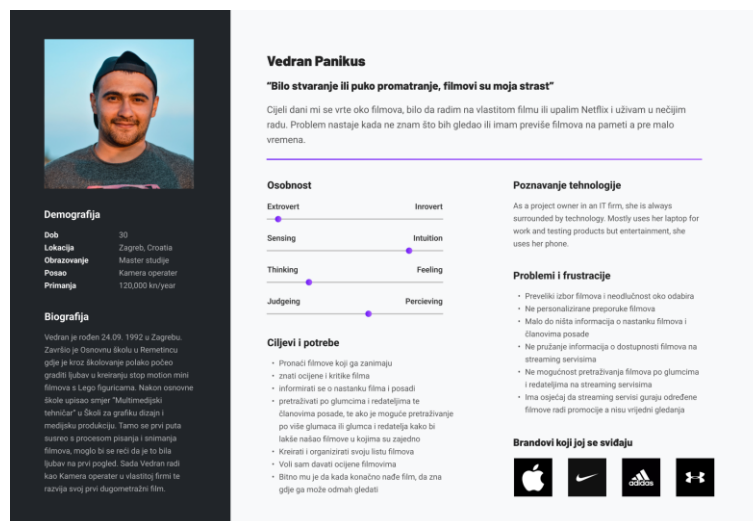 Vedran Panikus
“Bilo stvaranje ili puko promatranje, filmovi su moja strast”
Cijeli dani mi se vrte oko filmova, bilo da radim na vlastitom filmu ili upalim Netflix i uživam u nečijim
radu. Problem nastaje kada ne znam što bih gledao ili imam previše filmova na pameti a pre malo
vremena.
Demografija
Dob 30
Lokacija Zagreb, Croatia
Obrazovanje Master studije
Posao Kamera operater
Primanja 120,000 kn/year
Biografija
Vedran je rođen 24.09. 1992 u Zagrebu.
Završio je Osnovnu školu u Remetincu
gdje je kroz školovanje polako počeo
graditi ljubav u kreiranju stop motion mini
filmova s Lego figuricama. Nakon osnovne
škole upisao smjer “Multimedijski
tehničar” u Školi za grafiku dizajn i
medijsku produkciju. Tamo se prvi puta
susreo s procesom pisanja i snimanja
filmova, moglo bi se reći da je to bila
ljubav na prvi pogled. Sada Vedran radi
kao Kamera operater u vlastitoj firmi te
razvija svoj prvi dugometražni film.
Osobnost
Extrovert Inrovert
Sensing Intuition
Thinking Feeling
Judgeing Percieving
Ciljevi i potrebe
• Pronaći filmove koji ga zanimaju
• znati ocijene i kritike filma
• informirati se o nastanku filma i posadi
• pretraživati po glumcima i redateljima te
članovima posade, te ako je moguće pretraživanje
po više glumaca ili glumca i redatelja kako bi
lakše našao filmove u kojima su zajedno
• Kreirati i organizirati svoju listu filmova
• Voli sam davati ocijene filmovima
• Bitno mu je da kada konačno nađe film, da zna
gdje ga može odmah gledati
Poznavanje tehnologije
As a project owner in an IT firm, she is always
surrounded by technology. Mostly uses her laptop for
work and testing products but entertainment, she
uses her phone.
Problemi i frustracije
• Preveliki izbor filmova i neodlučnost oko odabira
• Ne personalizirane preporuke filmova
• Malo do ništa informacija o nastanku filmova i
članovima posade
• Ne pružanje informacija o dostupnosti filmova na
streaming servisima
• Ne mogućnost pretraživanja filmova po glumcima
i redateljima na streaming servisima
• Ima osjećaj da streaming servisi guraju određene
filmove radi promocije a nisu vrijedni gledanja
Brandovi koji joj se sviđaju
adidas